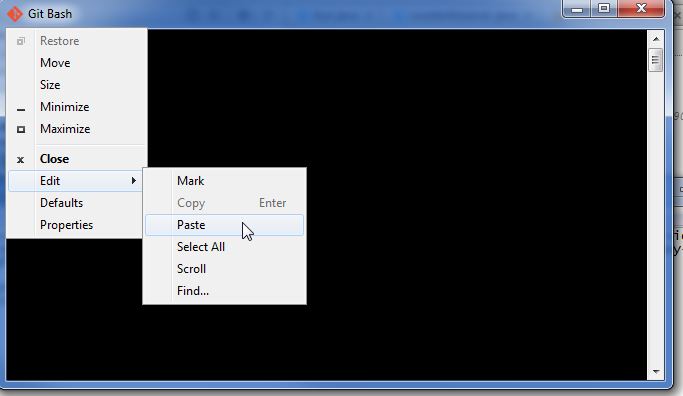 Git Bash
Restore
Move
Size
Minimize
Maximize
Close
Edit
Defaults
Properties
Mark
Copy Enter
Paste
Select All
Scroll
Find...